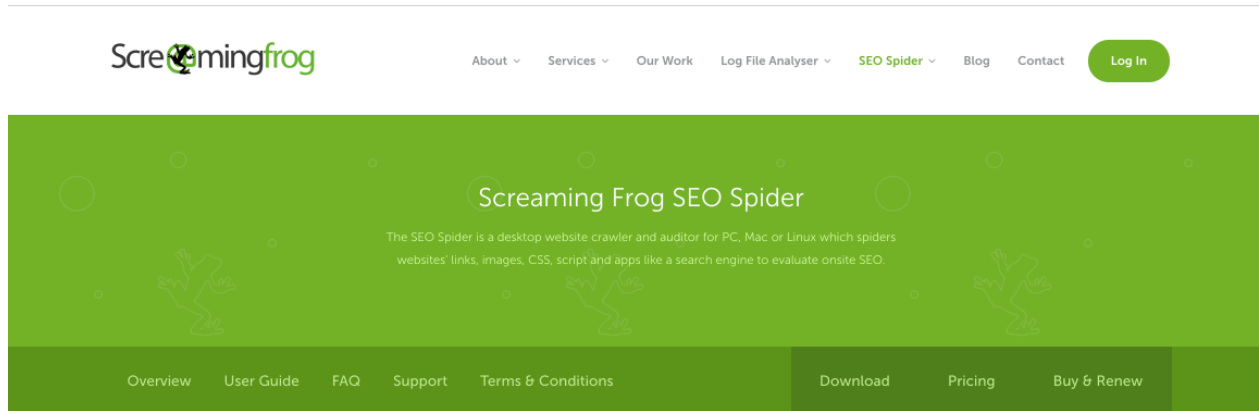 Screamingfrog
About
Services
Our Work
Log File Analyser
SEO Spider
Blog
Contact
Log In
Screaming Frog SEO Spider
The SEO Spider is a desktop website crawler and auditor for PC, Mac or Linux which spiders
websites' links, images, CSS, script and apps like a search engine to evaluate onsite SEO.
Overview
User Guide
FAQ
Support
Terms & Conditions
Download
Pricing
Buy & Renew